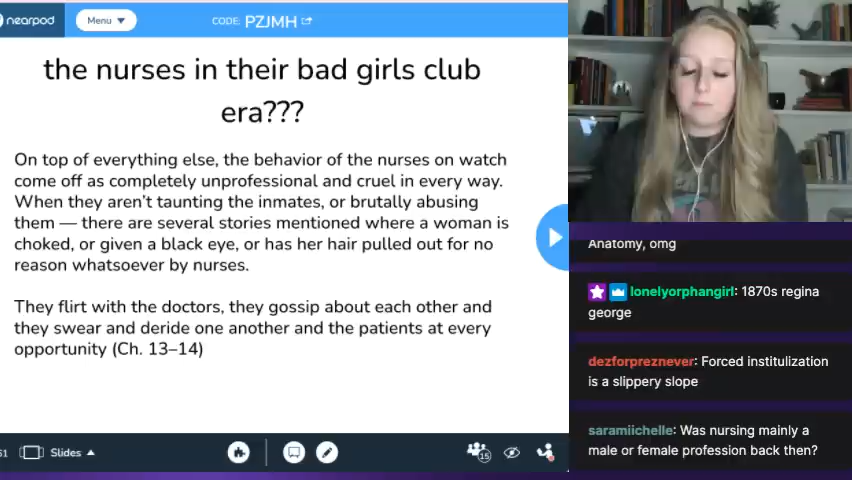 nearpod
Menu ▼
CODE: PZJMH
the nurses in their bad girls club
era???
On top of everything else, the behavior of the nurses on watch
come off as completely unprofessional and cruel in every way.
When they aren't taunting the inmates, or brutally abusing
them — there are several stories mentioned where a woman is
choked, or given a black eye, or has her hair pulled out for no
reason whatsoever by nurses.
They flirt with the doctors, they gossip about each other and
they swear and deride one another and the patients at every
opportunity (Ch. 13–14)
Slides ▲
15
Anatomy, omg
lonelyorphangirl: 1870s regina
george
dezforpreznever: Forced institulization
is a slippery slope
saramiichelle: Was nursing mainly a
male or female profession back then?